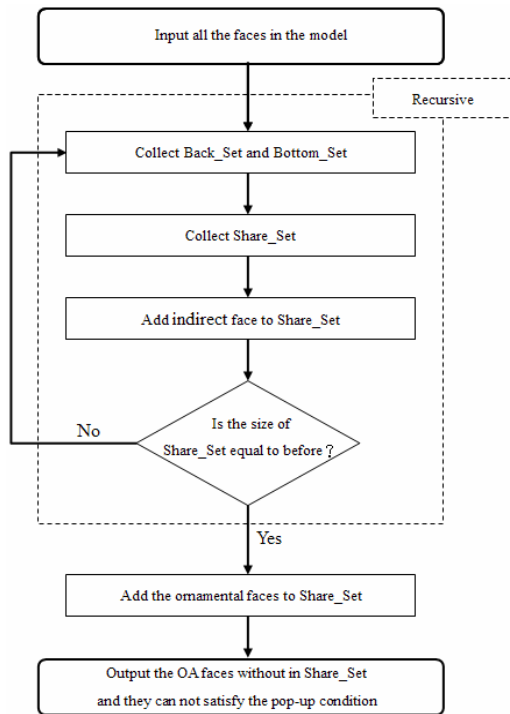 Input all the faces in the model
Recursive
Collect Back_Set and Bottom_Set
Collect Share_Set
Add indirect face to Share_Set
Is the size of
Share_Set equal to before？
No
Yes
Add the ornamental faces to Share_Set
Output the OA faces without in Share_Set
and they can not satisfy the pop-up condition